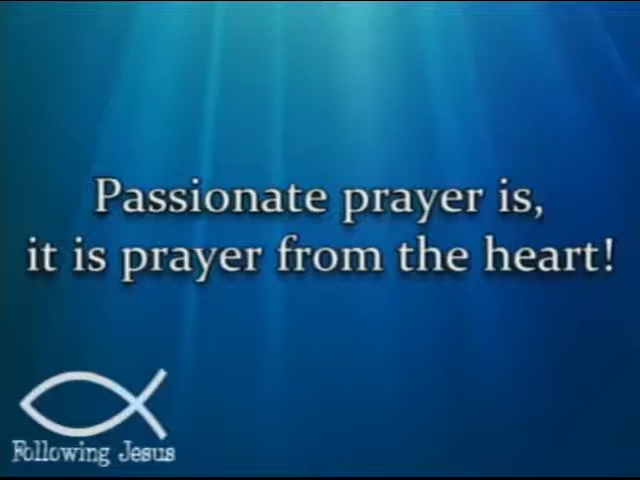 Passionate prayer is,
it is prayer from the heart!
Following Jesus